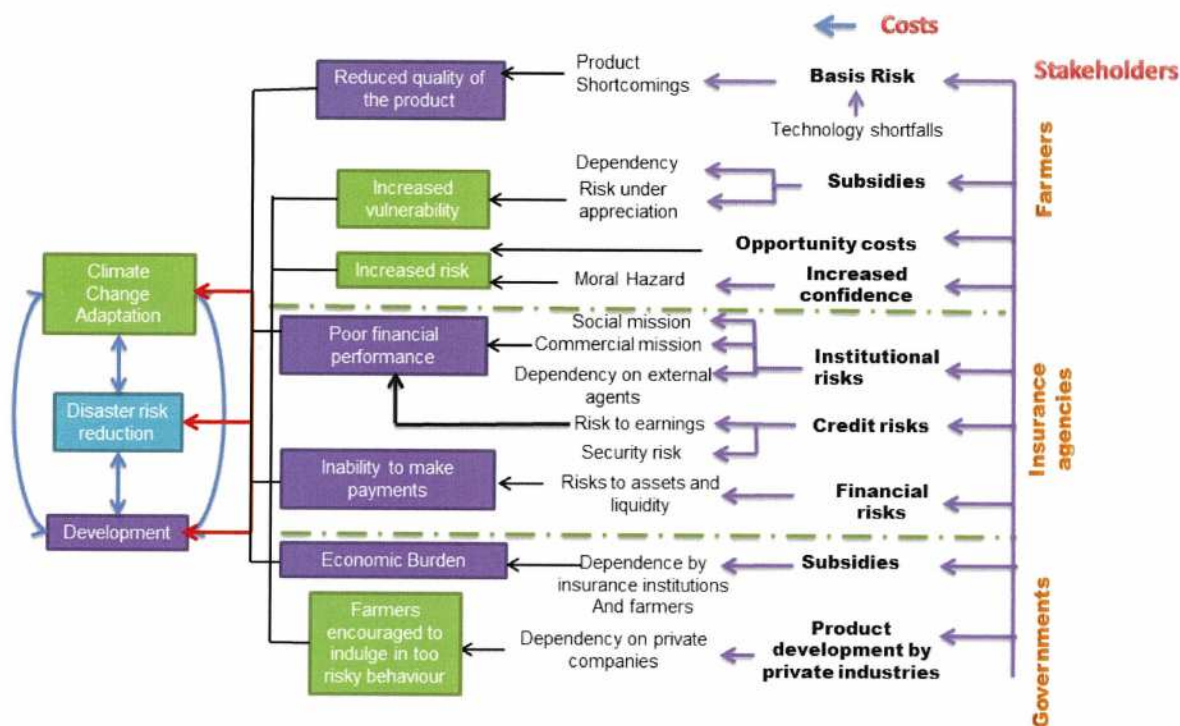 Costs
Stakeholders
Reduced quality of
the product
Product
Shortcomings
Basis Risk
Technology shortfalls
Farmers
Increased
vulnerability
Dependency
Risk under
appreciation
Subsidies
Opportunity costs
Increased risk
Moral Hazard
Increased
confidence
Climate
Change
Adaptation
Disaster risk
reduction
Development
Poor financial
performance
Social mission
Commercial mission
Dependency on external
agents
Institutional
risks
Insurance
agencies
Risk to earnings
Security risk
Credit risks
Inability to make
payments
Risks to assets and
liquidity
Financial
risks
Economic Burden
Dependence by
insurance institutions
And farmers
Subsidies
Governments
Farmers
encouraged to
indulge in too
risky behaviour
Dependency on private
companies
Product
development by
private industries